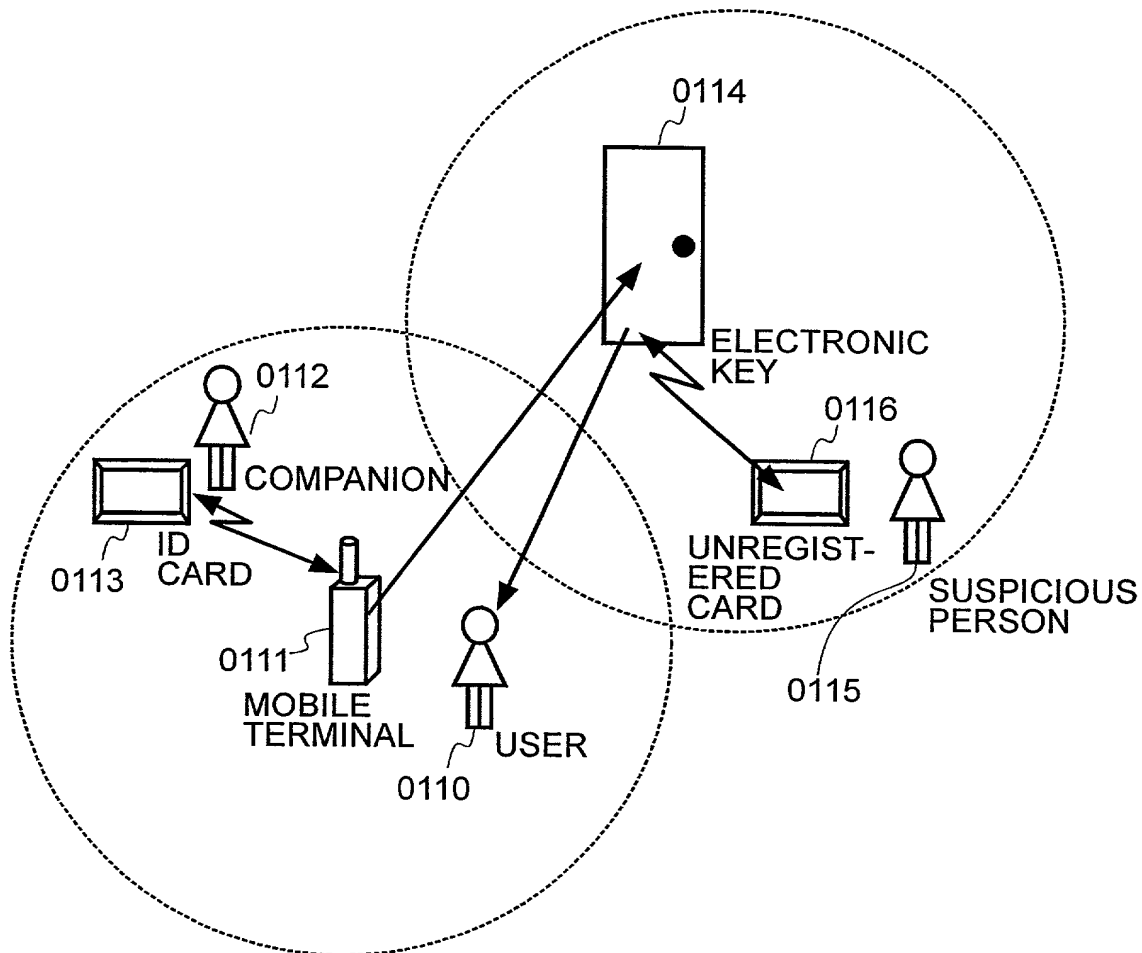 0114
ELECTRONIC
KEY
0112
COMPANION
0116
ID
CARD
0113
UNREGIST-
ERED
CARD
SUSPICIOUS
PERSON
0111
MOBILE
TERMINAL
0115
USER
0110